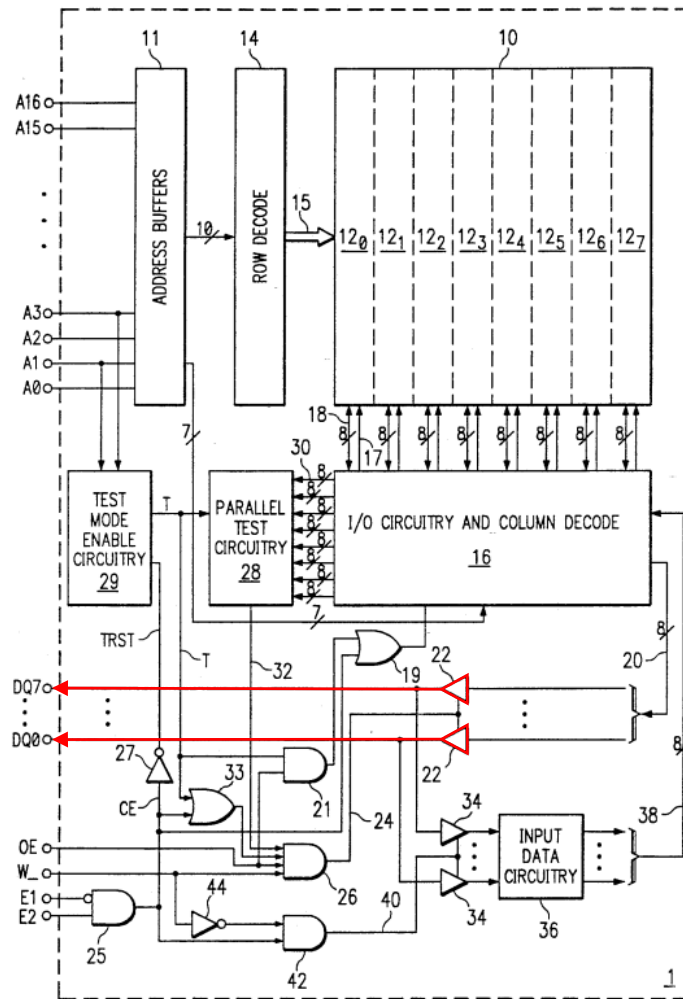 11
14
10
A16
A15
ADDRESS BUFFERS
10
ROW DECODE
15
12₀ 12₁ 12₂ 12₃ 12₄ 12₅ 12₆ 12₇
A3
A2
A1
A0
7
18
8 8 8 8 8 8 8 8
17
30
TEST
MODE
ENABLE
CIRCUITRY
29
T
PARALLEL
TEST
CIRCUITRY
28
8
8
8
8
8
8
8
8
I/O CIRCUITRY AND COLUMN DECODE
16
7
8
20
TRST
T
32
19
22
DQ7
DQ0
22
8
27
33
21
CE
24
34
38
OE
W_
26
INPUT
DATA
CIRCUITRY
36
34
E1
E2
25
44
42
40
1